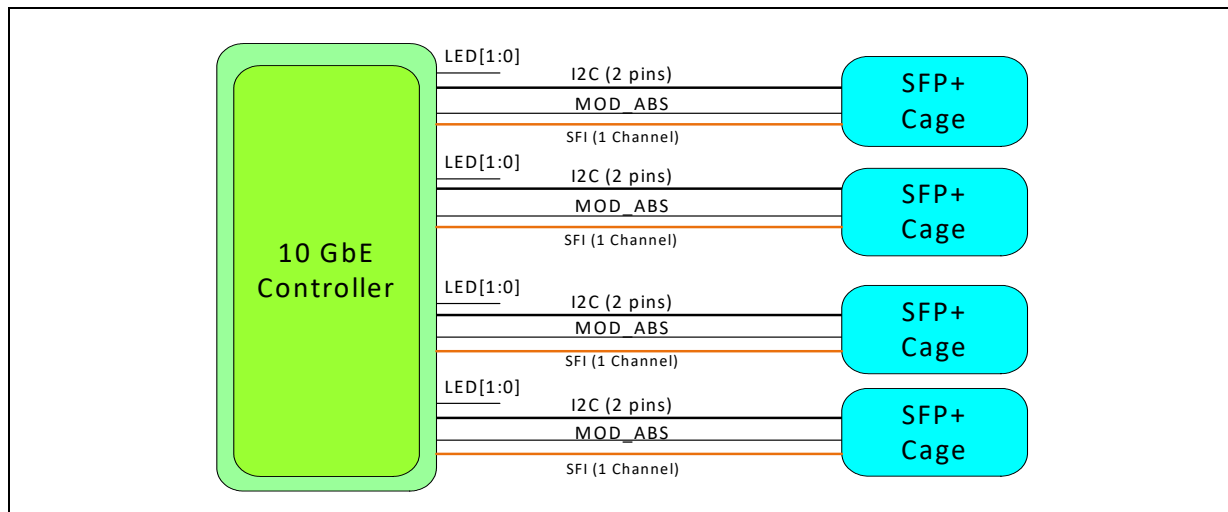 LED[1:0]
I2C (2 pins)
MOD_ABS
SFI (1 Channel)
SFP+
Cage
LED[1:0]
I2C (2 pins)
MOD_ABS
SFI (1 Channel)
SFP+
Cage
10 GbE
Controller
LED[1:0]
I2C (2 pins)
MOD_ABS
SFI (1 Channel)
SFP+
Cage
LED[1:0]
I2C (2 pins)
MOD_ABS
SFI (1 Channel)
SFP+
Cage